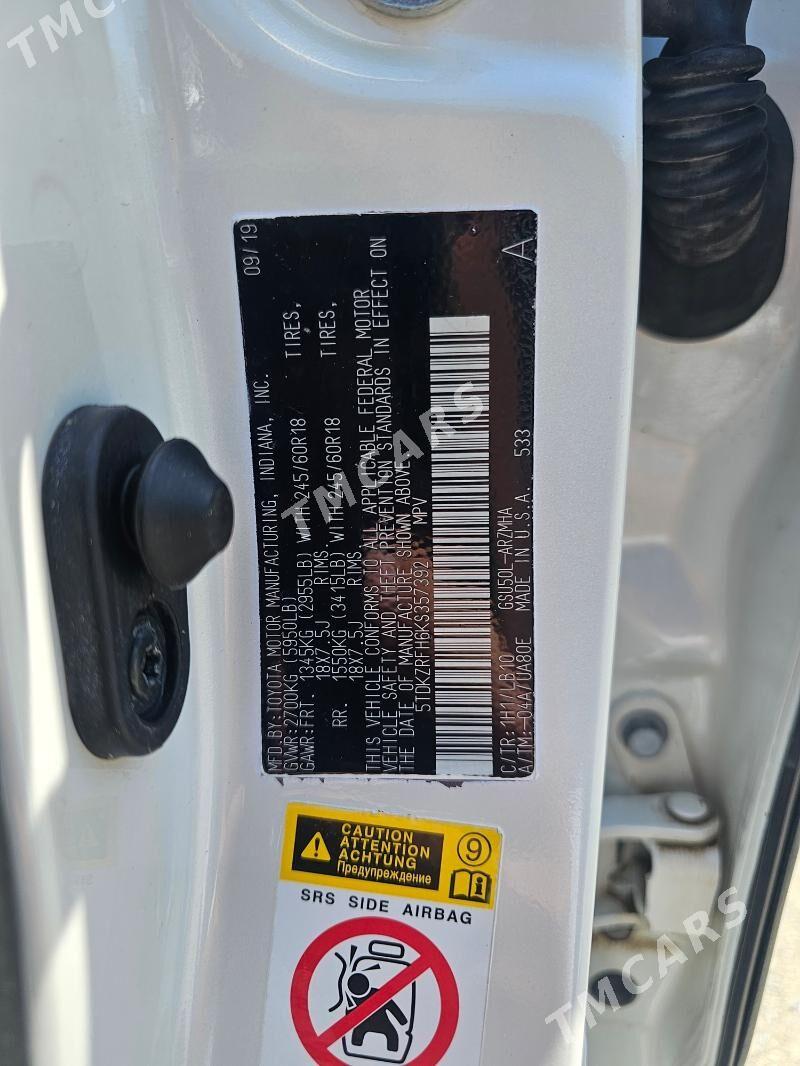 TMCARS
MFD.BY:TOYOTA MOTOR MANUFACTURING, INDIANA, INC. 09/19
GVWR:2700KG (5950LB)
GAWR:FRT. 1345KG (2955LB) WITH 245/60R18 TIRES,
18X7.5J RIMS
RR. 1550KG (3415LB) WITH 245/60R18 TIRES,
18X7.5J RIMS
THIS VEHICLE CONFORMS TO ALL APPLICABLE FEDERAL MOTOR
VEHICLE SAFETY AND THEFT PREVENTION STANDARDS IN EFFECT ON
THE DATE OF MANUFACTURE SHOWN ABOVE.
5TDKZRFH6KS357392 MPV
C/TR:1H1/LB10 GSU50L-ARZMHA A
A/TM:-04A/UA80E MADE IN U.S.A. 533
TMCARS
CAUTION
ATTENTION
ACHTUNG
Предупреждение
9
i
SRS SIDE AIRBAG
TMCARS